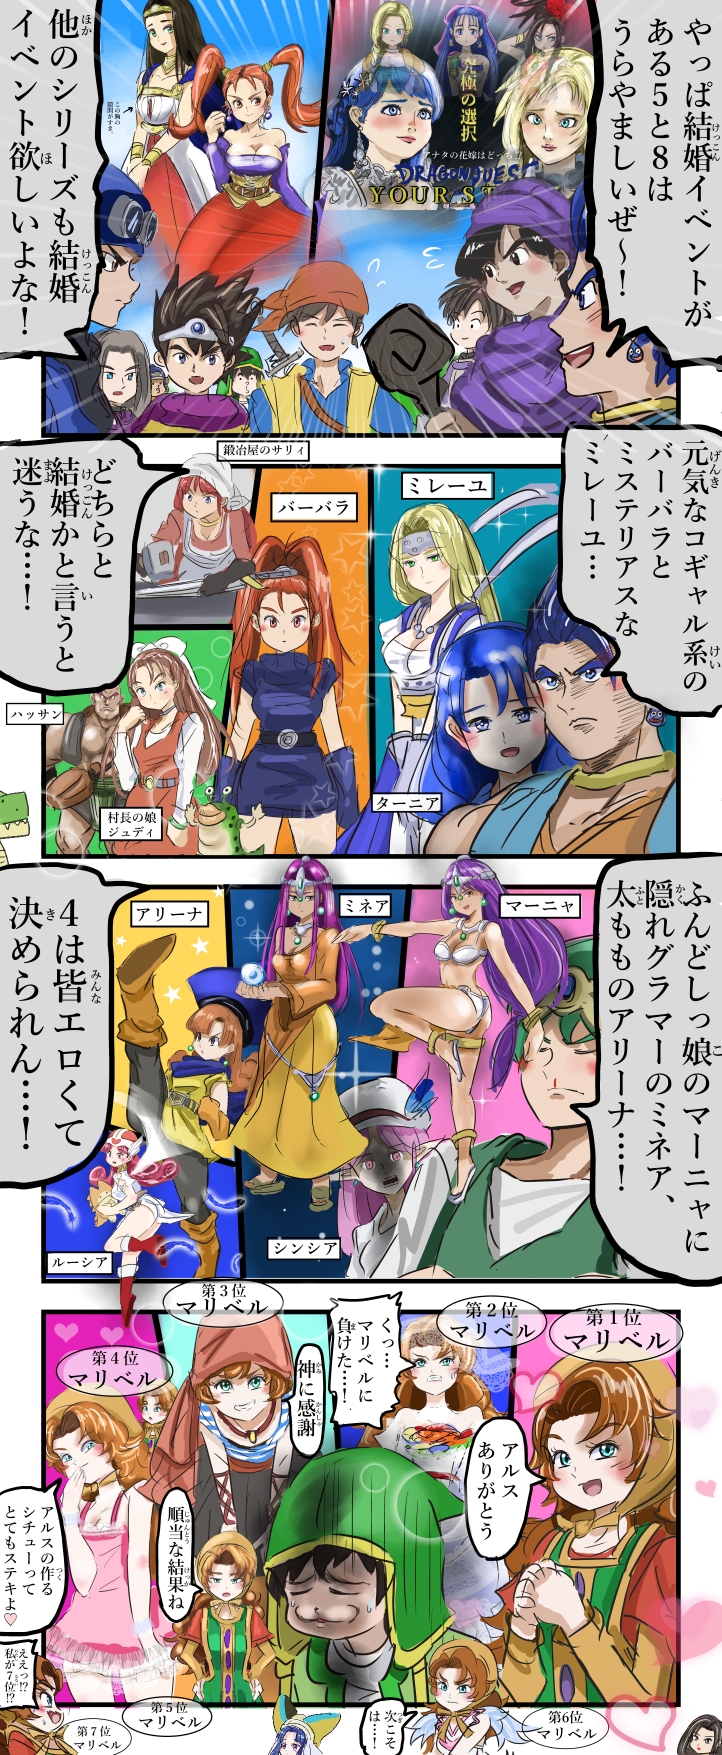 やっぱ結婚イベントが
ある5と8は
うらやましいぜ〜！
究極の選択
アナタの花嫁はどっち！？
DRAGON QUEST
YOUR ST
この胸の
隙間がすき。
他のシリーズも結婚
イベント欲しいよな！
元気なコギャル系の
バーバラと
ミステリアスな
ミレーユ…
ミレーユ
バーバラ
鍛冶屋のサリィ
ターニア
村長の娘
ジュディ
ハッサン
どちらと
結婚かと言うと
迷うな…！
ふんどしっ娘のマーニャに
隠れグラマーのミネア、
太もものアリーナ…！
マーニャ
ミネア
アリーナ
シンシア
ルーシア
4は皆エロくて
決められん…！
第1位
マリベル
アルス
ありがとう
第2位
マリベル
くっ…
マリベルに
負けた…！
第3位
マリベル
神に感謝
第4位
マリベル
アルスの作る
シチューって
とてもステキよ♡
順当な結果ね
第5位
マリベル
次こそ
は…！
第6位
マリベル
ええっ!?
私が7位!?
第7位
マリベル